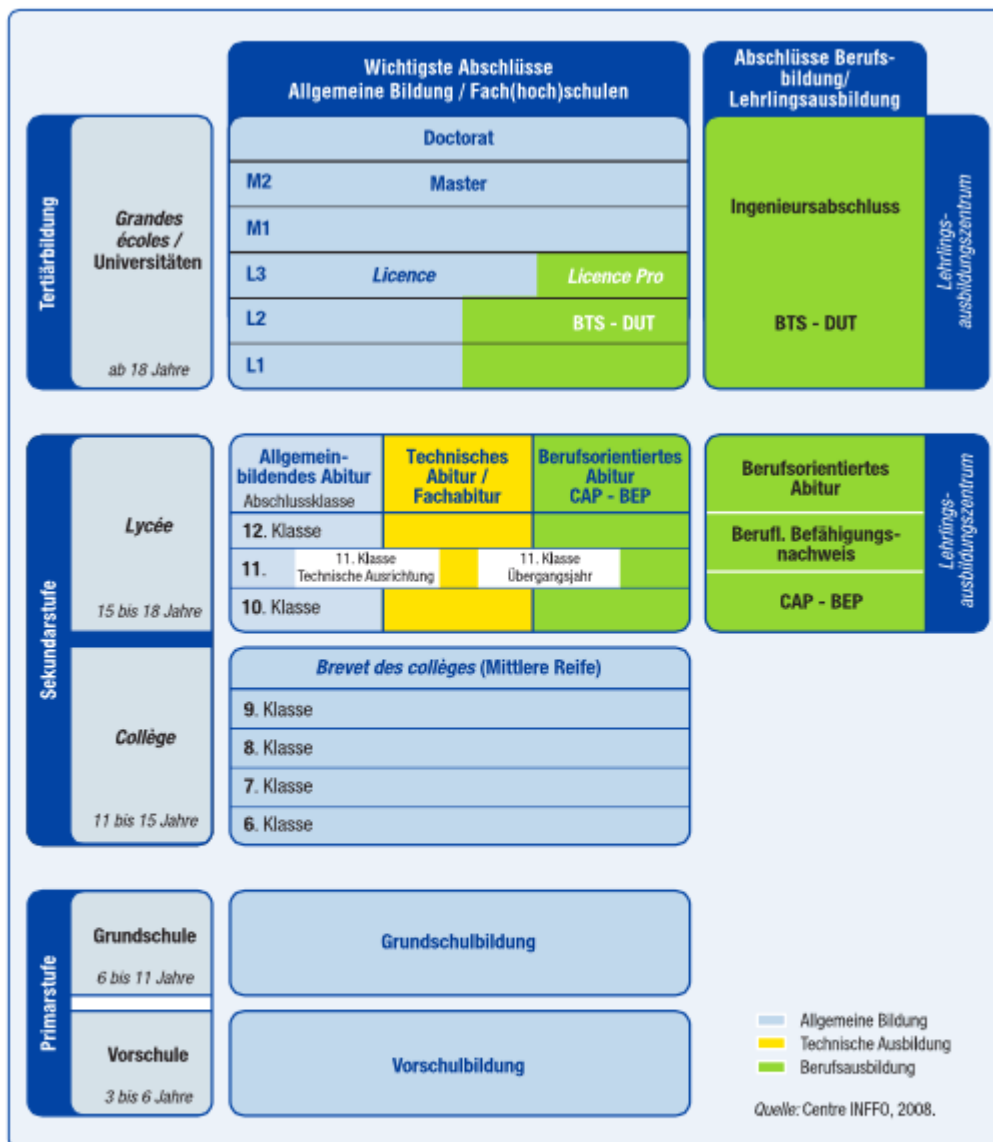 Wichtigste Abschlüsse
Allgemeine Bildung / Fach(hoch)schulen
Abschlüsse Berufs-
bildung/
Lehrlingsausbildung
Tertiärbildung
Grandes
écoles /
Universitäten
ab 18 Jahre
Doctorat
M2 Master
M1
L3 Licence Licence Pro
L2 BTS - DUT
L1
Ingenieursabschluss
BTS - DUT
Lehrlings-
ausbildungszentrum
Sekundarstufe
Lycée
15 bis 18 Jahre
Allgemein-
bildendes Abitur
Abschlussklasse
Technisches
Abitur /
Fachabitur
Berufsorientiertes
Abitur
CAP - BEP
12. Klasse
11.
11. Klasse
Technische Ausrichtung
11. Klasse
Übergangsjahr
10. Klasse
Berufsorientiertes
Abitur
Berufl. Befähigungs-
nachweis
CAP - BEP
Lehrlings-
ausbildungszentrum
Collège
11 bis 15 Jahre
Brevet des collèges (Mittlere Reife)
9. Klasse
8. Klasse
7. Klasse
6. Klasse
Primarstufe
Grundschule
6 bis 11 Jahre
Grundschulbildung
Vorschule
3 bis 6 Jahre
Vorschulbildung
Allgemeine Bildung
Technische Ausbildung
Berufsausbildung
Quelle: Centre INFFO, 2008.